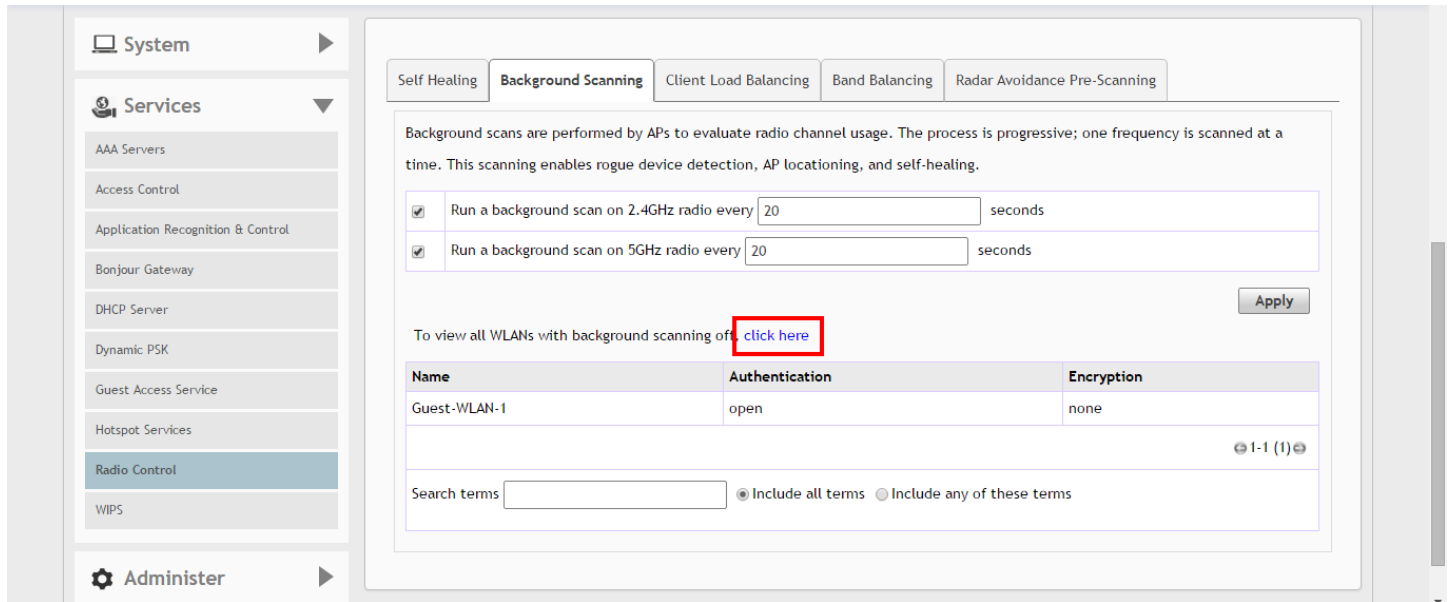 System
Services
AAA Servers
Access Control
Application Recognition & Control
Bonjour Gateway
DHCP Server
Dynamic PSK
Guest Access Service
Hotspot Services
Radio Control
WIPS
Administer
Self Healing Background Scanning Client Load Balancing Band Balancing Radar Avoidance Pre-Scanning
Background scans are performed by APs to evaluate radio channel usage. The process is progressive; one frequency is scanned at a
time. This scanning enables rogue device detection, AP locationing, and self-healing.
Run a background scan on 2.4GHz radio every 20 seconds
Run a background scan on 5GHz radio every 20 seconds
Apply
To view all WLANs with background scanning off, click here
Name Authentication Encryption
Guest-WLAN-1 open none
1-1 (1)
Search terms Include all terms Include any of these terms